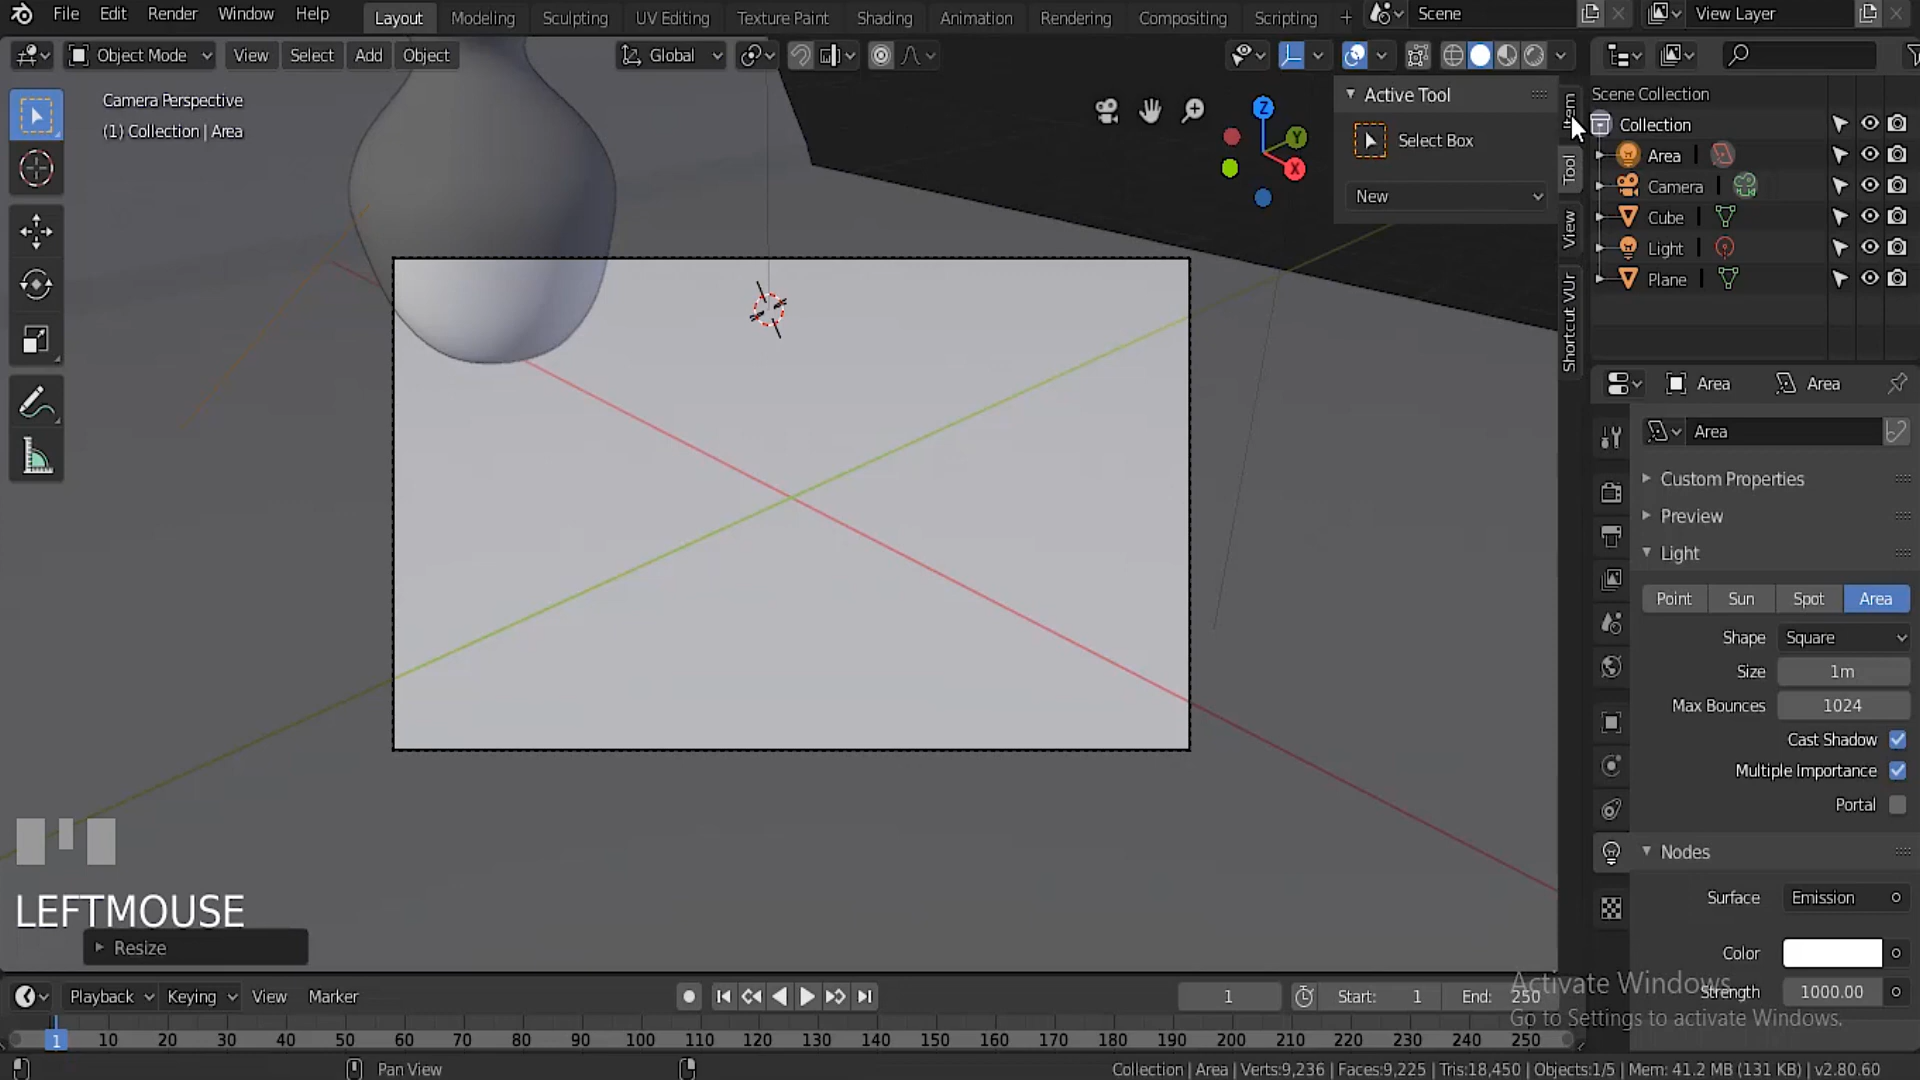 File Edit Render Window Help Layout Modeling Sculpting UV Editing Texture Paint Shading Animation Rendering Compositing Scripting + Scene View Layer
Object Mode View Select Add Object Global
Camera Perspective
(1) Collection | Area
Z
Y
X
Active Tool
Select Box
New
Item
Tool
View
Shortcut VUr
Scene Collection
Collection
Area
Camera
Cube
Light
Plane
Area Area
Area
Custom Properties
Preview
Light
Point Sun Spot Area
Shape Square
Size 1m
Max Bounces 1024
Cast Shadow
Multiple Importance
Portal
Nodes
Surface Emission
Color
Strength 1000.00
LEFTMOUSE
Resize
Activate Windows
Go to Settings to activate Windows.
Playback Keying View Marker 1 Start: 1 End: 250
1 10 20 30 40 50 60 70 80 90 100 110 120 130 140 150 160 170 180 190 200 210 220 230 240 250
Pan View Collection | Area | Verts:9,236 | Faces:9,225 | Tris:18,450 | Objects:1/5 | Mem: 41.2 MB (131 KB) | v2.80.60